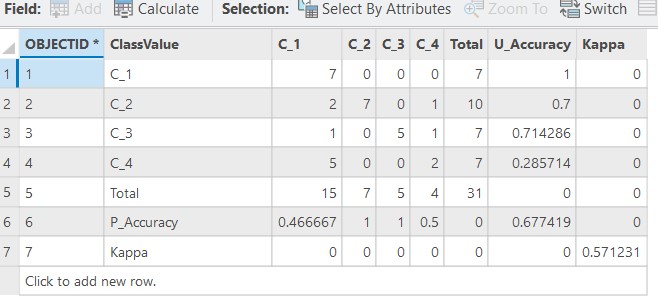 Field: Add Calculate Selection: Select By Attributes Zoom To Switch
OBJECTID * ClassValue C_1 C_2 C_3 C_4 Total U_Accuracy Kappa
1 1 C_1 7 0 0 0 7 1 0
2 2 C_2 2 7 0 1 10 0.7 0
3 3 C_3 1 0 5 1 7 0.714286 0
4 4 C_4 5 0 0 2 7 0.285714 0
5 5 Total 15 7 5 4 31 0 0
6 6 P_Accuracy 0.466667 1 1 0.5 0 0.677419 0
7 7 Kappa 0 0 0 0 0 0 0.571231
Click to add new row.